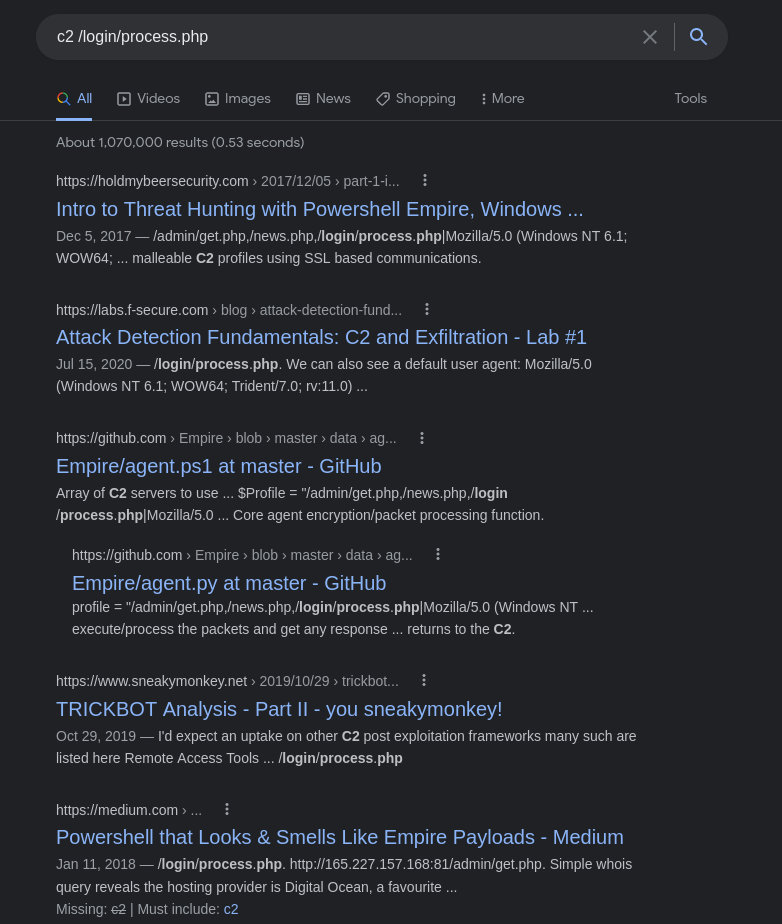 c2 /login/process.php
All Videos Images News Shopping More Tools
About 1,070,000 results (0.53 seconds)
https://holdmybeersecurity.com › 2017/12/05 › part-1-i...
Intro to Threat Hunting with Powershell Empire, Windows ...
Dec 5, 2017 — /admin/get.php,/news.php,/login/process.php|Mozilla/5.0 (Windows NT 6.1;
WOW64; ... malleable C2 profiles using SSL based communications.
https://labs.f-secure.com › blog › attack-detection-fund...
Attack Detection Fundamentals: C2 and Exfiltration - Lab #1
Jul 15, 2020 — /login/process.php. We can also see a default user agent: Mozilla/5.0
(Windows NT 6.1; WOW64; Trident/7.0; rv:11.0) ...
https://github.com › Empire › blob › master › data › ag...
Empire/agent.ps1 at master - GitHub
Array of C2 servers to use ... $Profile = "/admin/get.php,/news.php,/login
/process.php|Mozilla/5.0 ... Core agent encryption/packet processing function.
https://github.com › Empire › blob › master › data › ag...
Empire/agent.py at master - GitHub
profile = "/admin/get.php,/news.php,/login/process.php|Mozilla/5.0 (Windows NT ...
execute/process the packets and get any response ... returns to the C2.
https://www.sneakymonkey.net › 2019/10/29 › trickbot...
TRICKBOT Analysis - Part II - you sneakymonkey!
Oct 29, 2019 — I'd expect an uptake on other C2 post exploitation frameworks many such are
listed here Remote Access Tools ... /login/process.php
https://medium.com › ...
Powershell that Looks & Smells Like Empire Payloads - Medium
Jan 11, 2018 — /login/process.php. http://165.227.157.168:81/admin/get.php. Simple whois
query reveals the hosting provider is Digital Ocean, a favourite ...
Missing: c2 | Must include: c2